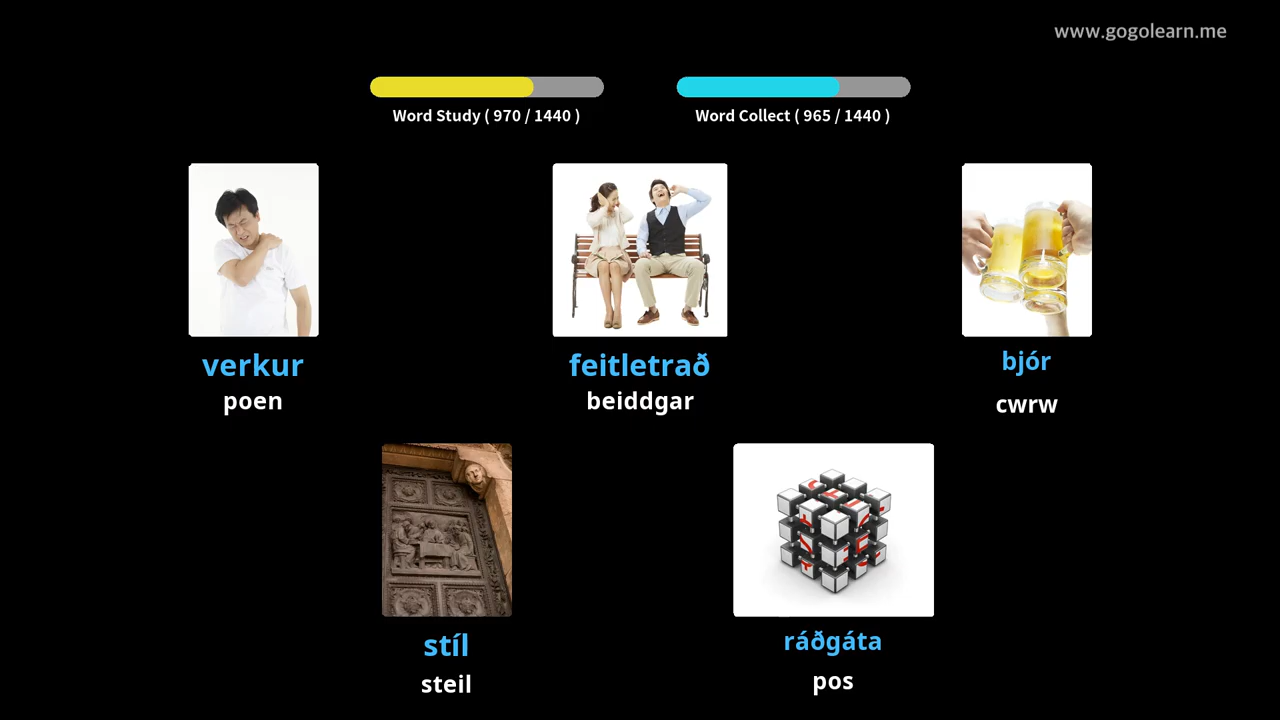 www.gogolearn.me
Word Study ( 970 / 1440 )
Word Collect ( 965 / 1440 )
verkur
poen
feitletrað
beiddgar
bjór
cwrw
stíl
steil
ráðgáta
pos